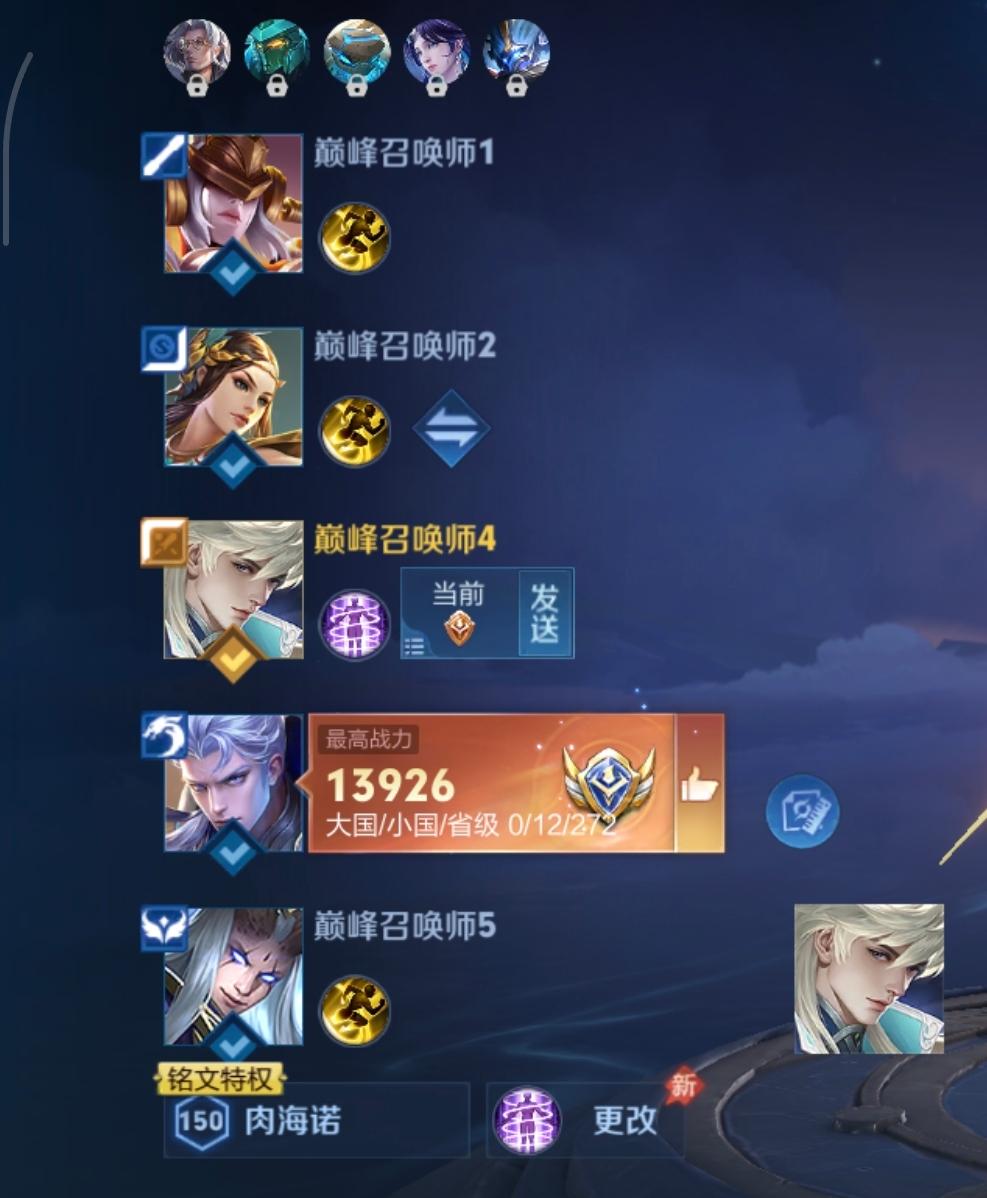 巅峰召唤师1
巅峰召唤师2
巅峰召唤师4
当前
发送
最高战力
13926
大国/小国/省级 0/12/272
巅峰召唤师5
铭文特权
150 肉海诺
更改
新